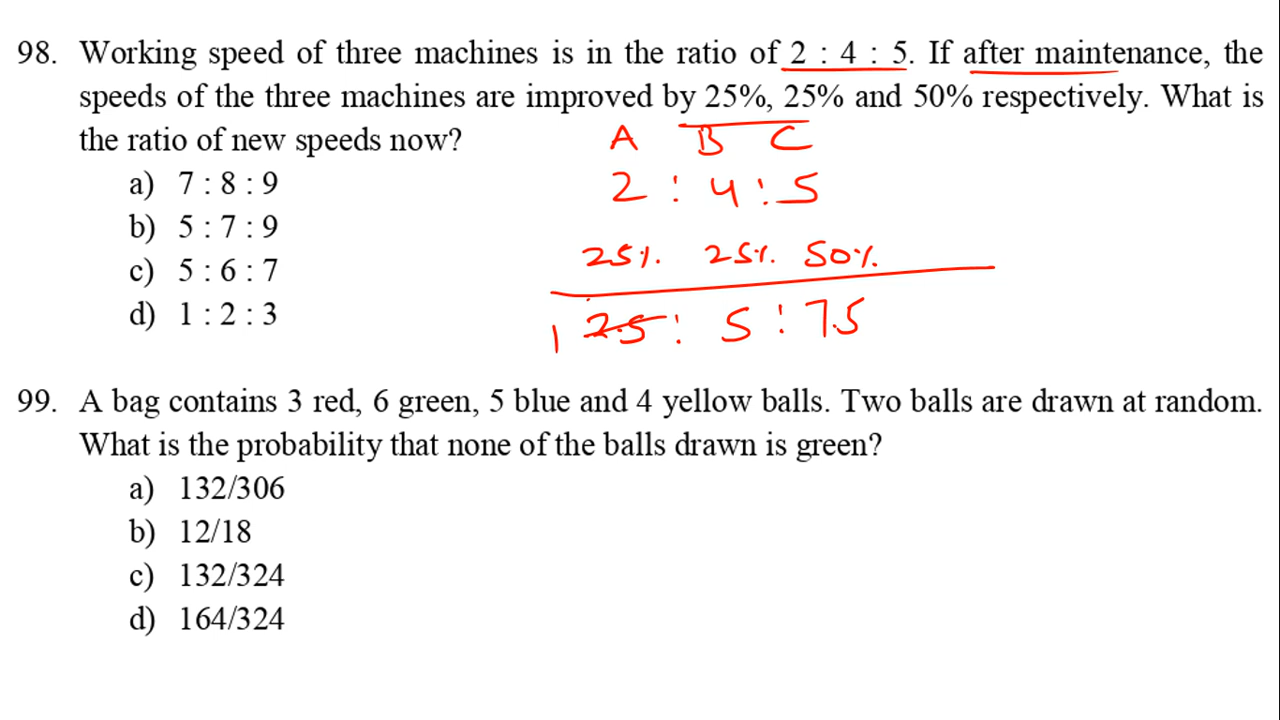 98. Working speed of three machines is in the ratio of 2 : 4 : 5. If after maintenance, the
speeds of the three machines are improved by 25%, 25% and 50% respectively. What is
the ratio of new speeds now?
A B C
a) 7 : 8 : 9
2 : 4 : 5
b) 5 : 7 : 9
25% 25% 50%
c) 5 : 6 : 7
d) 1 : 2 : 3
1 2.5 : 5 : 7.5
99. A bag contains 3 red, 6 green, 5 blue and 4 yellow balls. Two balls are drawn at random.
What is the probability that none of the balls drawn is green?
a) 132/306
b) 12/18
c) 132/324
d) 164/324